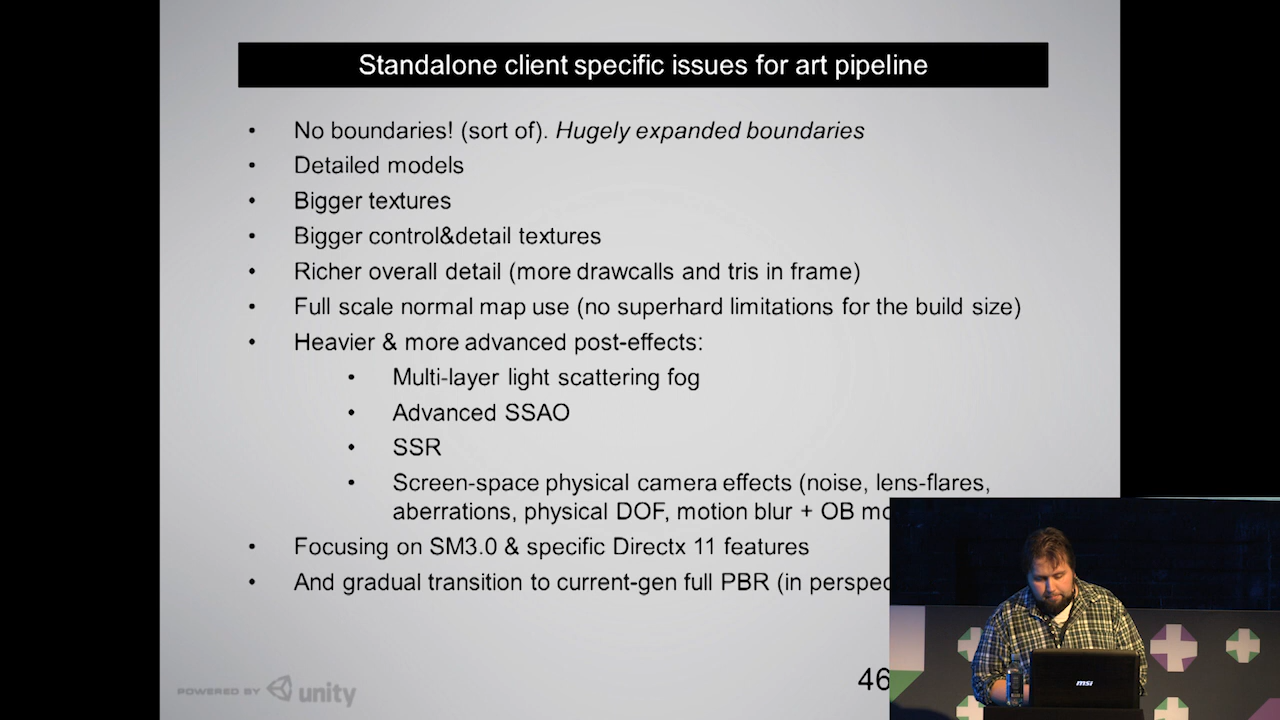 Standalone client specific issues for art pipeline
• No boundaries! (sort of). Hugely expanded boundaries
• Detailed models
• Bigger textures
• Bigger control&detail textures
• Richer overall detail (more drawcalls and tris in frame)
• Full scale normal map use (no superhard limitations for the build size)
• Heavier & more advanced post-effects:
• Multi-layer light scattering fog
• Advanced SSAO
• SSR
• Screen-space physical camera effects (noise, lens-flares,
aberrations, physical DOF, motion blur + OB
• Focusing on SM3.0 & specific Directx 11 features
• And gradual transition to current-gen full PBR (in
46
POWERED BY unity
msi